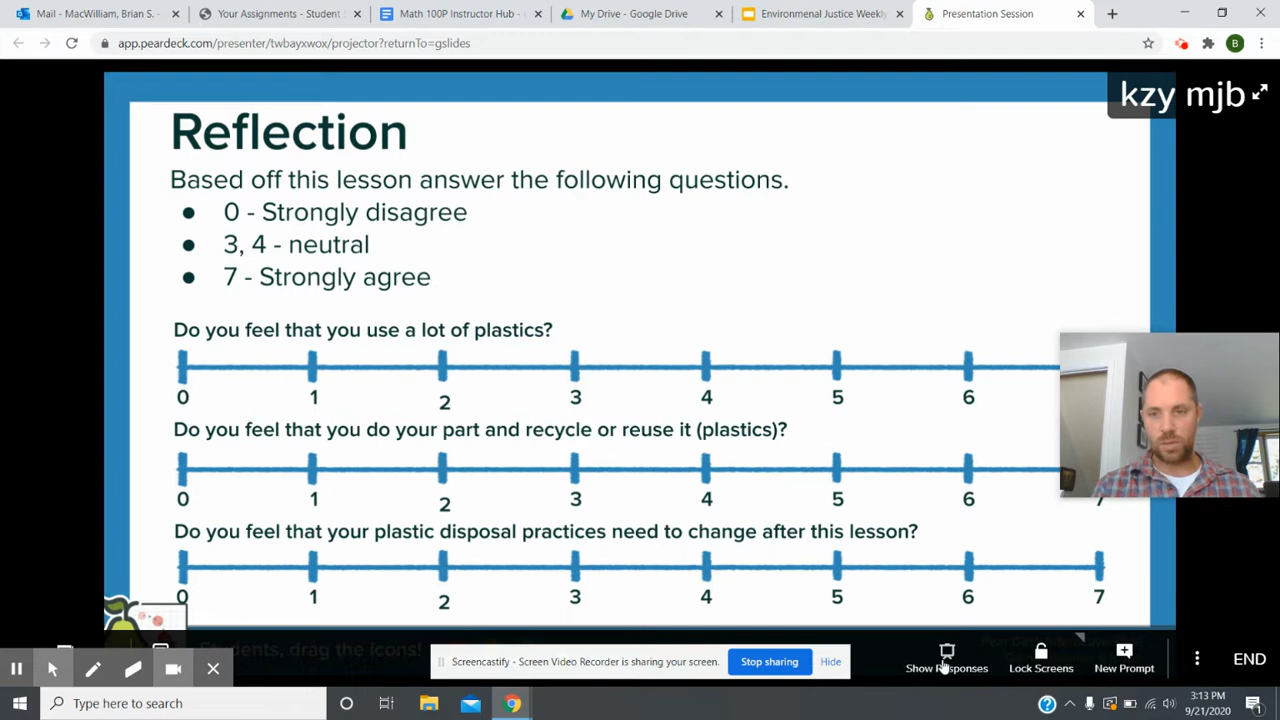 Mail - MacWilliam, Brian S. -
Your Assignments - Student
Math 100P Instructor Hub -
My Drive - Google Drive
Environmenal Justice Weekly
Presentation Session
app.peardeck.com/presenter/twbayxwox/projector?returnTo=gslides
B
kzy mjb
Reflection
Based off this lesson answer the following questions.
● 0 - Strongly disagree
● 3, 4 - neutral
● 7 - Strongly agree
Do you feel that you use a lot of plastics?
0 1 2 3 4 5 6
Do you feel that you do your part and recycle or reuse it (plastics)?
0 1 2 3 4 5 6 7
Do you feel that your plastic disposal practices need to change after this lesson?
0 1 2 3 4 5 6 7
Students, drag the icons!
Screencastify - Screen Video Recorder is sharing your screen.
Stop sharing
Hide
Show Responses
Lock Screens
New Prompt
END
Type here to search
3:13 PM
9/21/2020
1